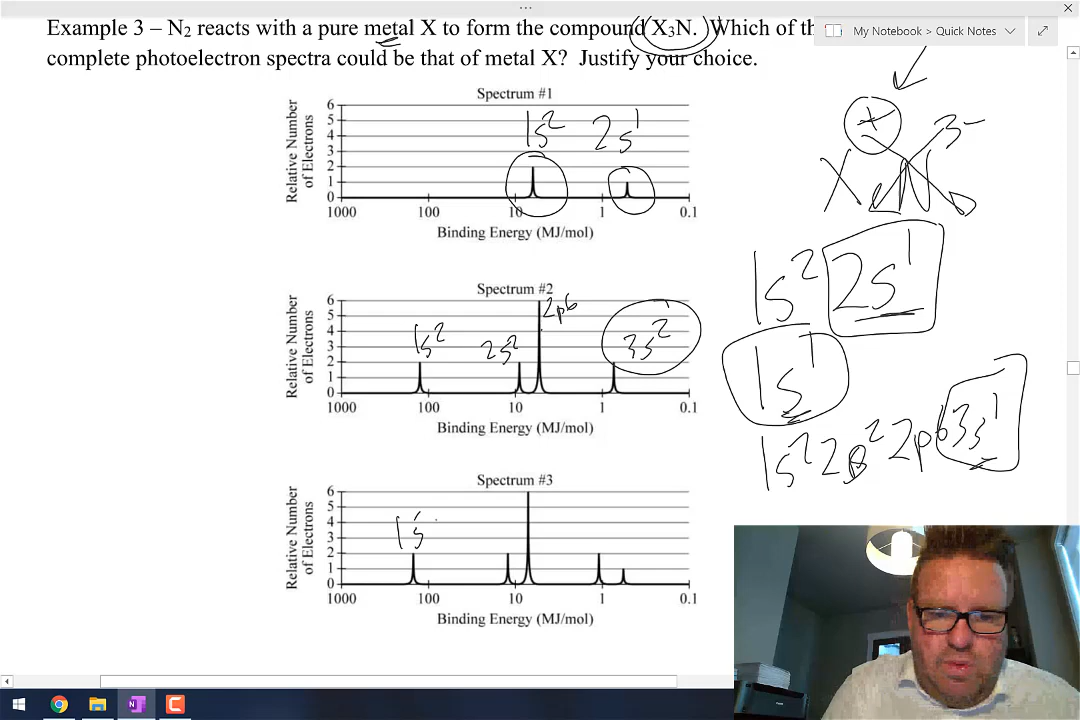 Example 3 – N₂ reacts with a pure metal X to form the compound X₃N. Which of th
complete photoelectron spectra could be that of metal X? Justify your choice.
My Notebook > Quick Notes
Spectrum #1
Relative Number
of Electrons
6
5
4
3
2
1
0
1s² 2s¹
1000 100 10 1 0.1
Binding Energy (MJ/mol)
Spectrum #2
Relative Number
of Electrons
6
5
4
3
2
1
0
1s² 2s² 2p6 3s²
1000 100 10 1 0.1
Binding Energy (MJ/mol)
Spectrum #3
Relative Number
of Electrons
6
5
4
3
2
1
0
1s
1000 100 10 1 0.1
Binding Energy (MJ/mol)
+ 3-
X N
1s² 2s¹
1s¹
1s² 2s² 2p6 3s¹